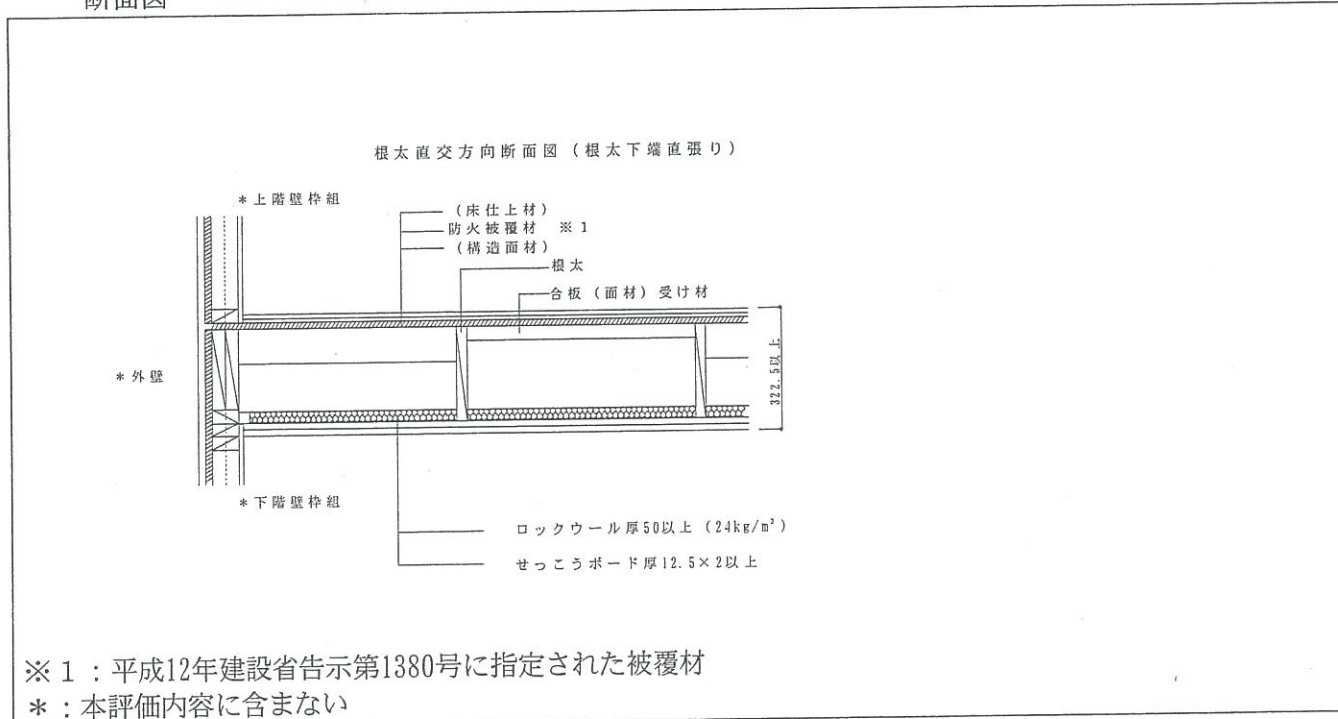 断面図
根太直交方向断面図（根太下端直張り）
＊上階壁枠組
（床仕上材）
防火被覆材　※１
（構造面材）
根太
合板（面材）受け材
＊外壁
322.5以上
＊下階壁枠組
ロックウール厚50以上（24kg/m³）
せっこうボード厚12.5×2以上
※１：平成12年建設省告示第1380号に指定された被覆材
＊：本評価内容に含まない